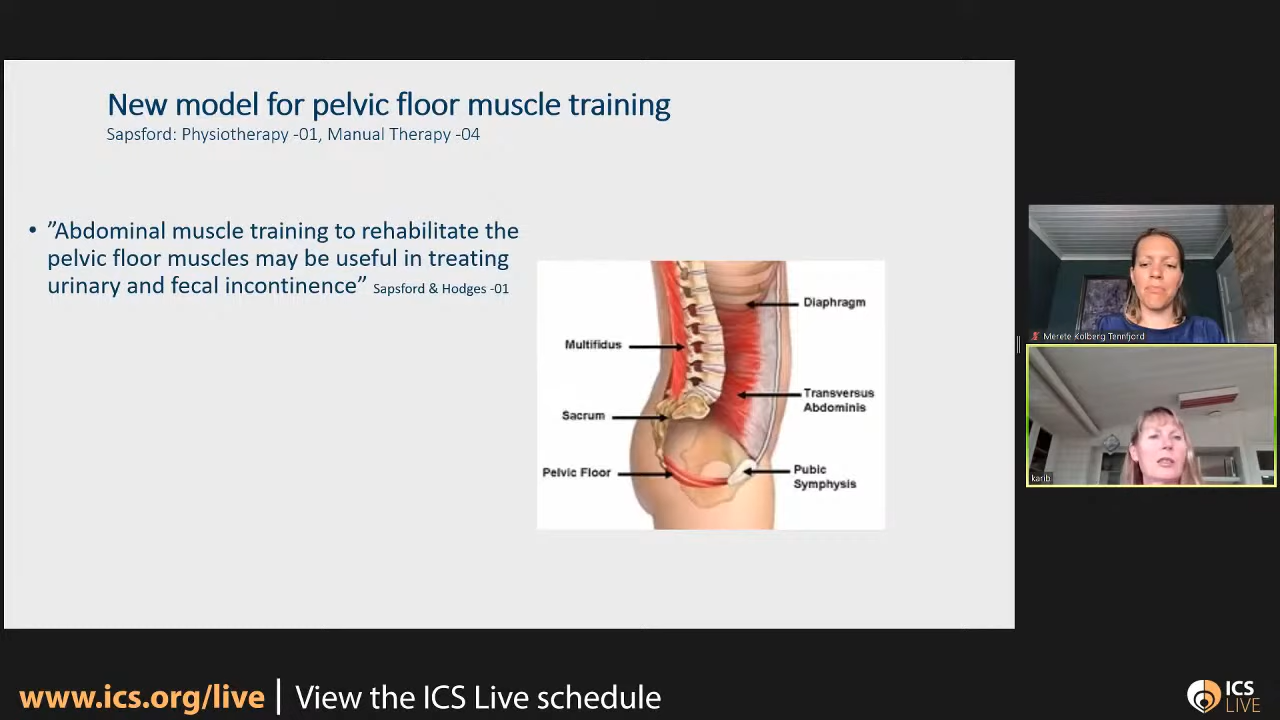 New model for pelvic floor muscle training
Sapsford: Physiotherapy -01, Manual Therapy -04
• ”Abdominal muscle training to rehabilitate the
pelvic floor muscles may be useful in treating
urinary and fecal incontinence” Sapsford & Hodges -01
Diaphragm
Multifidus
Transversus
Abdominis
Sacrum
Pelvic Floor
Pubic
Symphysis
Merete Kolberg Tennfjord
karib
www.ics.org/live | View the ICS Live schedule
ICS
LIVE